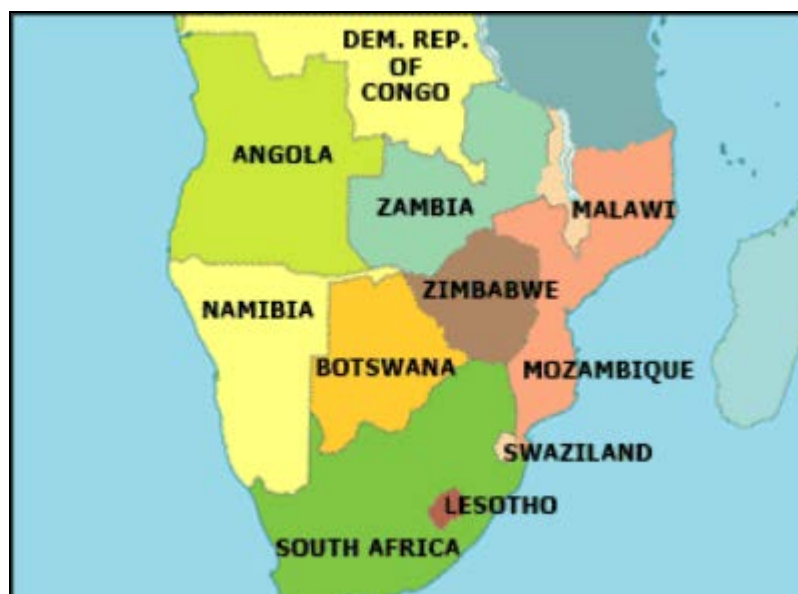 DEM. REP.
OF
CONGO
ANGOLA
ZAMBIA
MALAWI
ZIMBABWE
NAMIBIA
BOTSWANA
MOZAMBIQUE
SWAZILAND
LESOTHO
SOUTH AFRICA